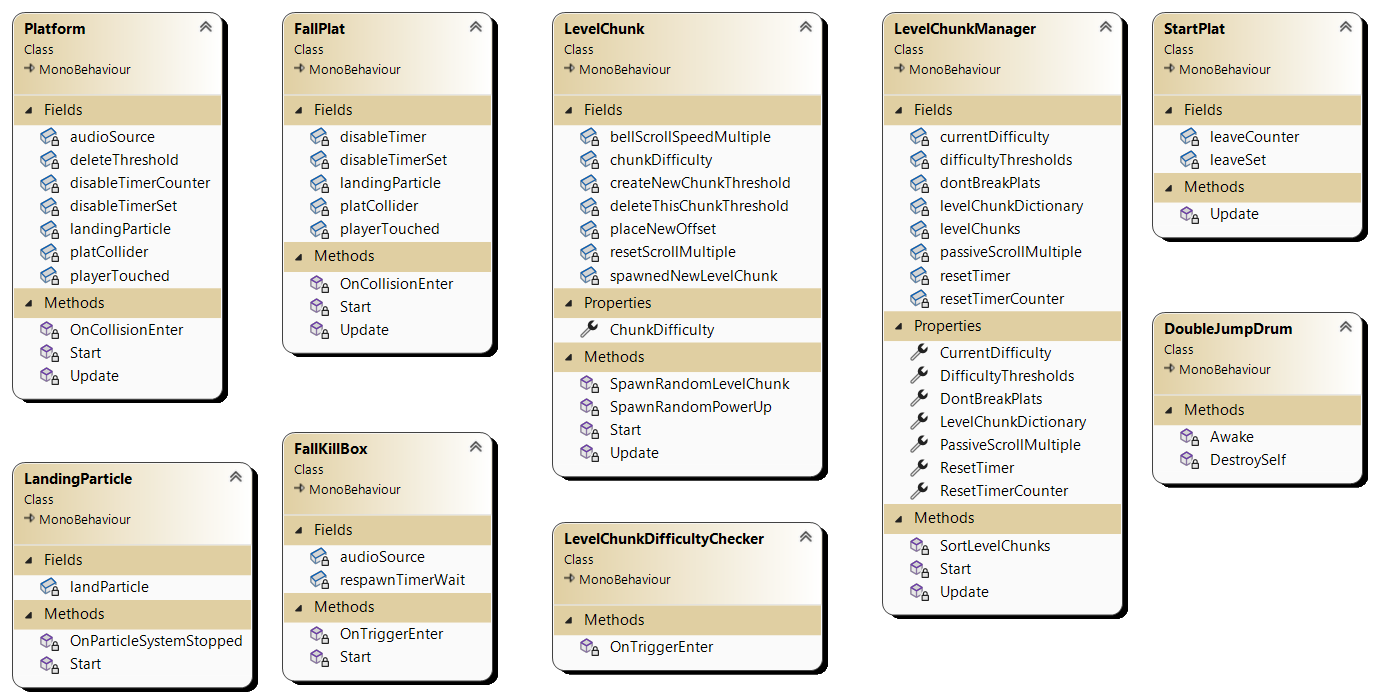 Platform
Class
MonoBehaviour
Fields
audioSource
deleteThreshold
disableTimerCounter
disableTimerSet
landingParticle
platCollider
playerTouched
Methods
OnCollisionEnter
Start
Update
FallPlat
Class
MonoBehaviour
Fields
disableTimer
disableTimerSet
landingParticle
platCollider
playerTouched
Methods
OnCollisionEnter
Start
Update
LevelChunk
Class
MonoBehaviour
Fields
bellScrollSpeedMultiple
chunkDifficulty
createNewChunkThreshold
deleteThisChunkThreshold
placeNewOffset
resetScrollMultiple
spawnedNewLevelChunk
Properties
ChunkDifficulty
Methods
SpawnRandomLevelChunk
SpawnRandomPowerUp
Start
Update
LevelChunkManager
Class
MonoBehaviour
Fields
currentDifficulty
difficultyThresholds
dontBreakPlats
levelChunkDictionary
levelChunks
passiveScrollMultiple
resetTimer
resetTimerCounter
Properties
CurrentDifficulty
DifficultyThresholds
DontBreakPlats
LevelChunkDictionary
PassiveScrollMultiple
ResetTimer
ResetTimerCounter
Methods
SortLevelChunks
Start
Update
StartPlat
Class
MonoBehaviour
Fields
leaveCounter
leaveSet
Methods
Update
DoubleJumpDrum
Class
MonoBehaviour
Methods
Awake
DestroySelf
LandingParticle
Class
MonoBehaviour
Fields
landParticle
Methods
OnParticleSystemStopped
Start
FallKillBox
Class
MonoBehaviour
Fields
audioSource
respawnTimerWait
Methods
OnTriggerEnter
Start
LevelChunkDifficultyChecker
Class
MonoBehaviour
Methods
OnTriggerEnter